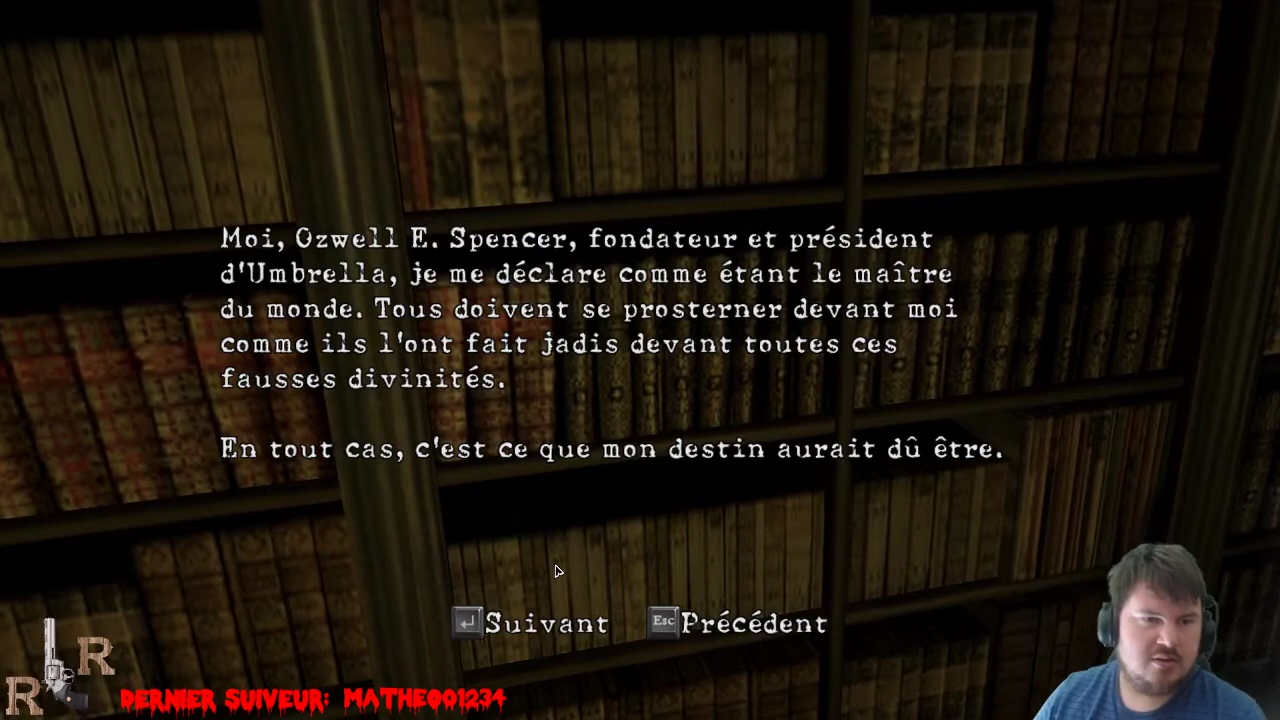 Moi, Ozwell E. Spencer, fondateur et président
d'Umbrella, je me déclare comme étant le maître
du monde. Tous doivent se prosterner devant moi
comme ils l'ont fait jadis devant toutes ces
fausses divinités.
En tout cas, c'est ce que mon destin aurait dû être.
Suivant Esc Précédent
R
R
DERNIER SUIVEUR: MATHEO01234